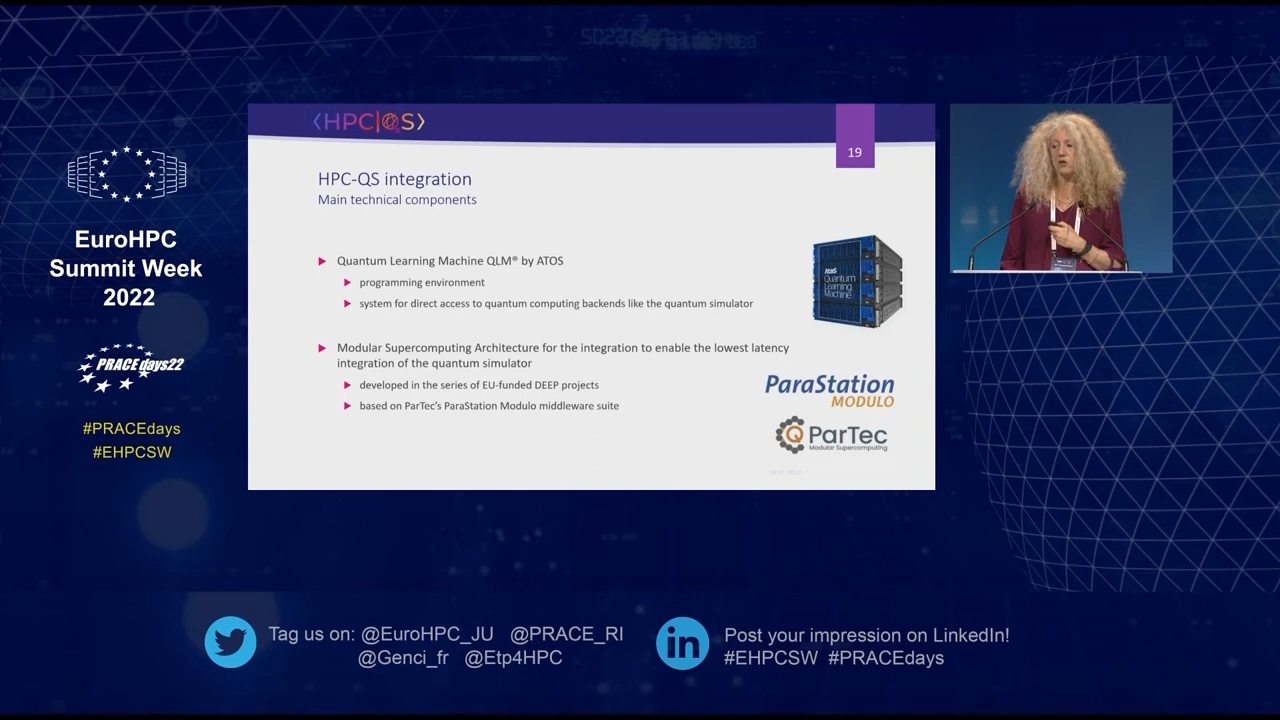 EuroHPC
Summit Week
2022
PRACEdays22
#PRACEdays
#EHPCSW
<HPC|QS>
19
HPC-QS integration
Main technical components
Quantum Learning Machine QLM® by ATOS
programming environment
system for direct access to quantum computing backends like the quantum simulator
Modular Supercomputing Architecture for the integration to enable the lowest latency
integration of the quantum simulator
developed in the series of EU-funded DEEP projects
based on ParTec's ParaStation Modulo middleware suite
Atos
Quantum
Learning
Machine
ParaStation
MODULO
ParTec
Modular Supercomputing
Tag us on: @EuroHPC_JU @PRACE_RI
@Genci_fr @Etp4HPC
in
Post your impression on LinkedIn!
#EHPCSW #PRACEdays